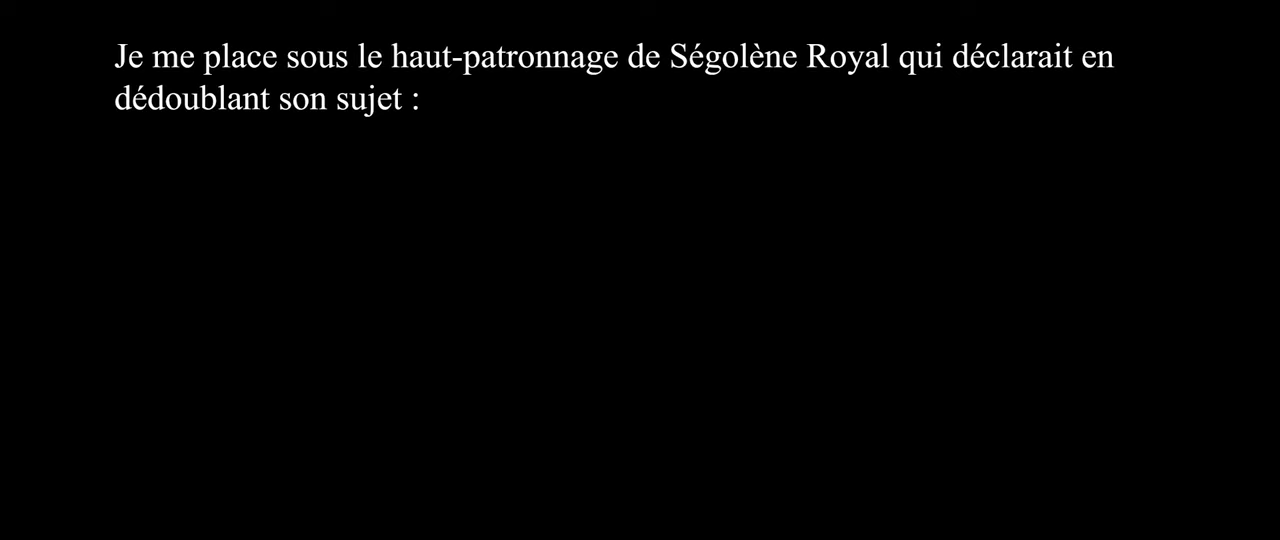 Je me place sous le haut-patronnage de Ségolène Royal qui déclarait en
dédoublant son sujet :